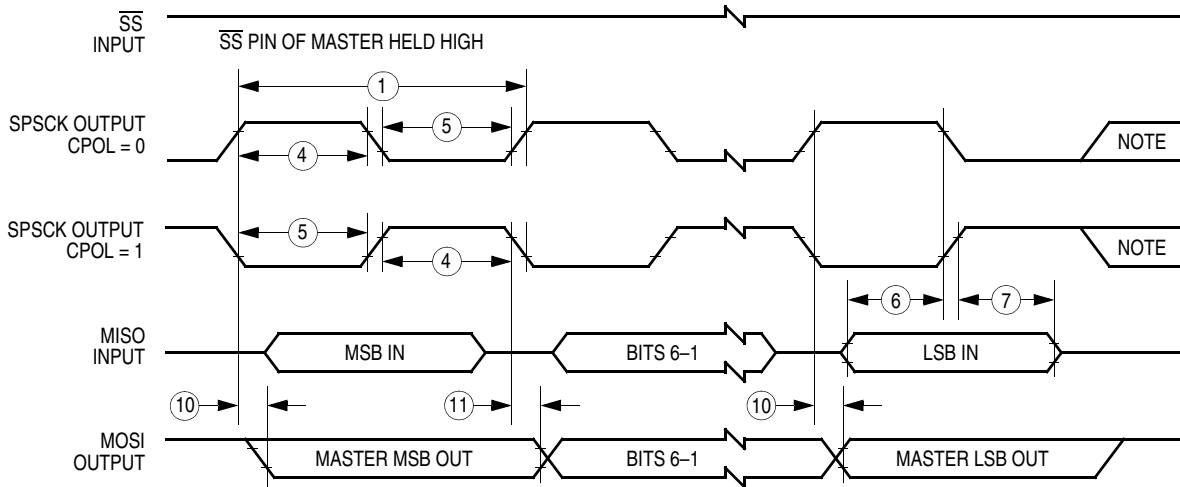 SS
INPUT
SS PIN OF MASTER HELD HIGH
1
SPSCK OUTPUT
CPOL = 0
5
4
NOTE
SPSCK OUTPUT
CPOL = 1
5
4
NOTE
6
7
MISO
INPUT
MSB IN
BITS 6–1
LSB IN
10
11
10
MOSI
OUTPUT
MASTER MSB OUT
BITS 6–1
MASTER LSB OUT